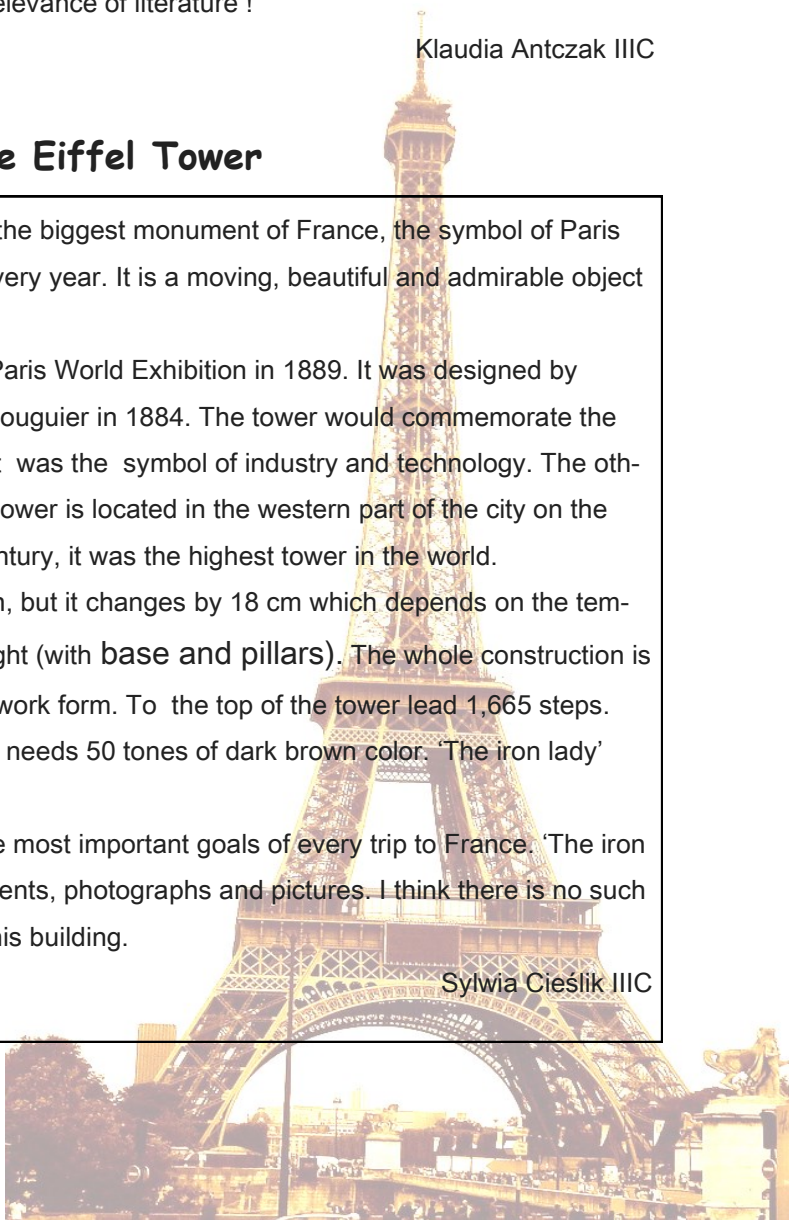 relevance of literature !
Klaudia Antczak IIIC
e Eiffel Tower
the biggest monument of France, the symbol of Paris
very year. It is a moving, beautiful and admirable object
Paris World Exhibition in 1889. It was designed by
ouguier in 1884. The tower would commemorate the
was the symbol of industry and technology. The oth-
ower is located in the western part of the city on the
ntury, it was the highest tower in the world.
, but it changes by 18 cm which depends on the tem-
ght (with base and pillars). The whole construction is
work form. To the top of the tower lead 1,665 steps.
needs 50 tones of dark brown color. ‘The iron lady’
e most important goals of every trip to France. ‘The iron
ents, photographs and pictures. I think there is no such
his building.
Sylwia Cieślik IIIC